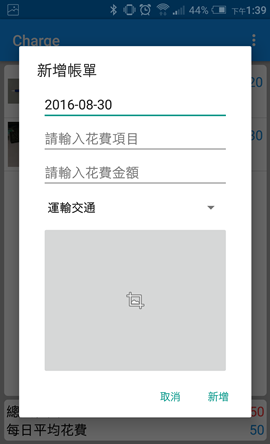 44% 下午1:39
Charge
20
新增帳單
2016-08-30
請輸入花費項目
30
請輸入花費金額
運輸交通
取消 新增
總 50
每日平均花費 50